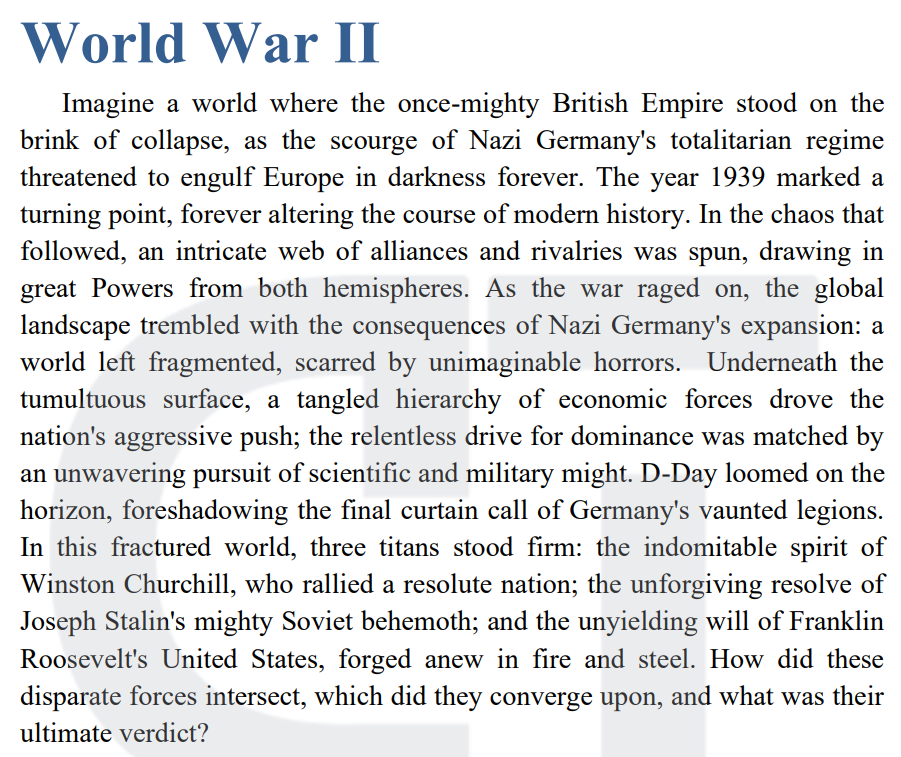 World War II
Imagine a world where the once-mighty British Empire stood on the
brink of collapse, as the scourge of Nazi Germany's totalitarian regime
threatened to engulf Europe in darkness forever. The year 1939 marked a
turning point, forever altering the course of modern history. In the chaos that
followed, an intricate web of alliances and rivalries was spun, drawing in
great Powers from both hemispheres. As the war raged on, the global
landscape trembled with the consequences of Nazi Germany's expansion: a
world left fragmented, scarred by unimaginable horrors.  Underneath the
tumultuous surface, a tangled hierarchy of economic forces drove the
nation's aggressive push; the relentless drive for dominance was matched by
an unwavering pursuit of scientific and military might. D-Day loomed on the
horizon, foreshadowing the final curtain call of Germany's vaunted legions.
In this fractured world, three titans stood firm: the indomitable spirit of
Winston Churchill, who rallied a resolute nation; the unforgiving resolve of
Joseph Stalin's mighty Soviet behemoth; and the unyielding will of Franklin
Roosevelt's United States, forged anew in fire and steel. How did these
disparate forces intersect, which did they converge upon, and what was their
ultimate verdict?
CT